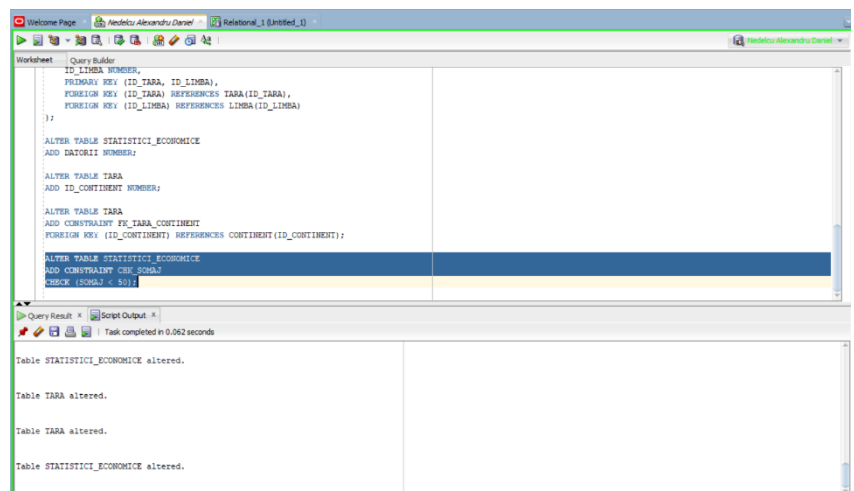 Welcome Page
Nedelcu Alexandru Daniel
Relational_1 (Untitled_1)
Nedelcu Alexandru Daniel
Worksheet Query Builder
ID_LIMBA NUMBER,
PRIMARY KEY (ID_TARA, ID_LIMBA),
FOREIGN KEY (ID_TARA) REFERENCES TARA(ID_TARA),
FOREIGN KEY (ID_LIMBA) REFERENCES LIMBA(ID_LIMBA)
);
ALTER TABLE STATISTICI_ECONOMICE
ADD DATORII NUMBER;
ALTER TABLE TARA
ADD ID_CONTINENT NUMBER;
ALTER TABLE TARA
ADD CONSTRAINT FK_TARA_CONTINENT
FOREIGN KEY (ID_CONTINENT) REFERENCES CONTINENT(ID_CONTINENT);
ALTER TABLE STATISTICI_ECONOMICE
ADD CONSTRAINT CHK_SOMAJ
CHECK (SOMAJ < 50);
Query Result x Script Output x
Task completed in 0.062 seconds
Table STATISTICI_ECONOMICE altered.
Table TARA altered.
Table TARA altered.
Table STATISTICI_ECONOMICE altered.